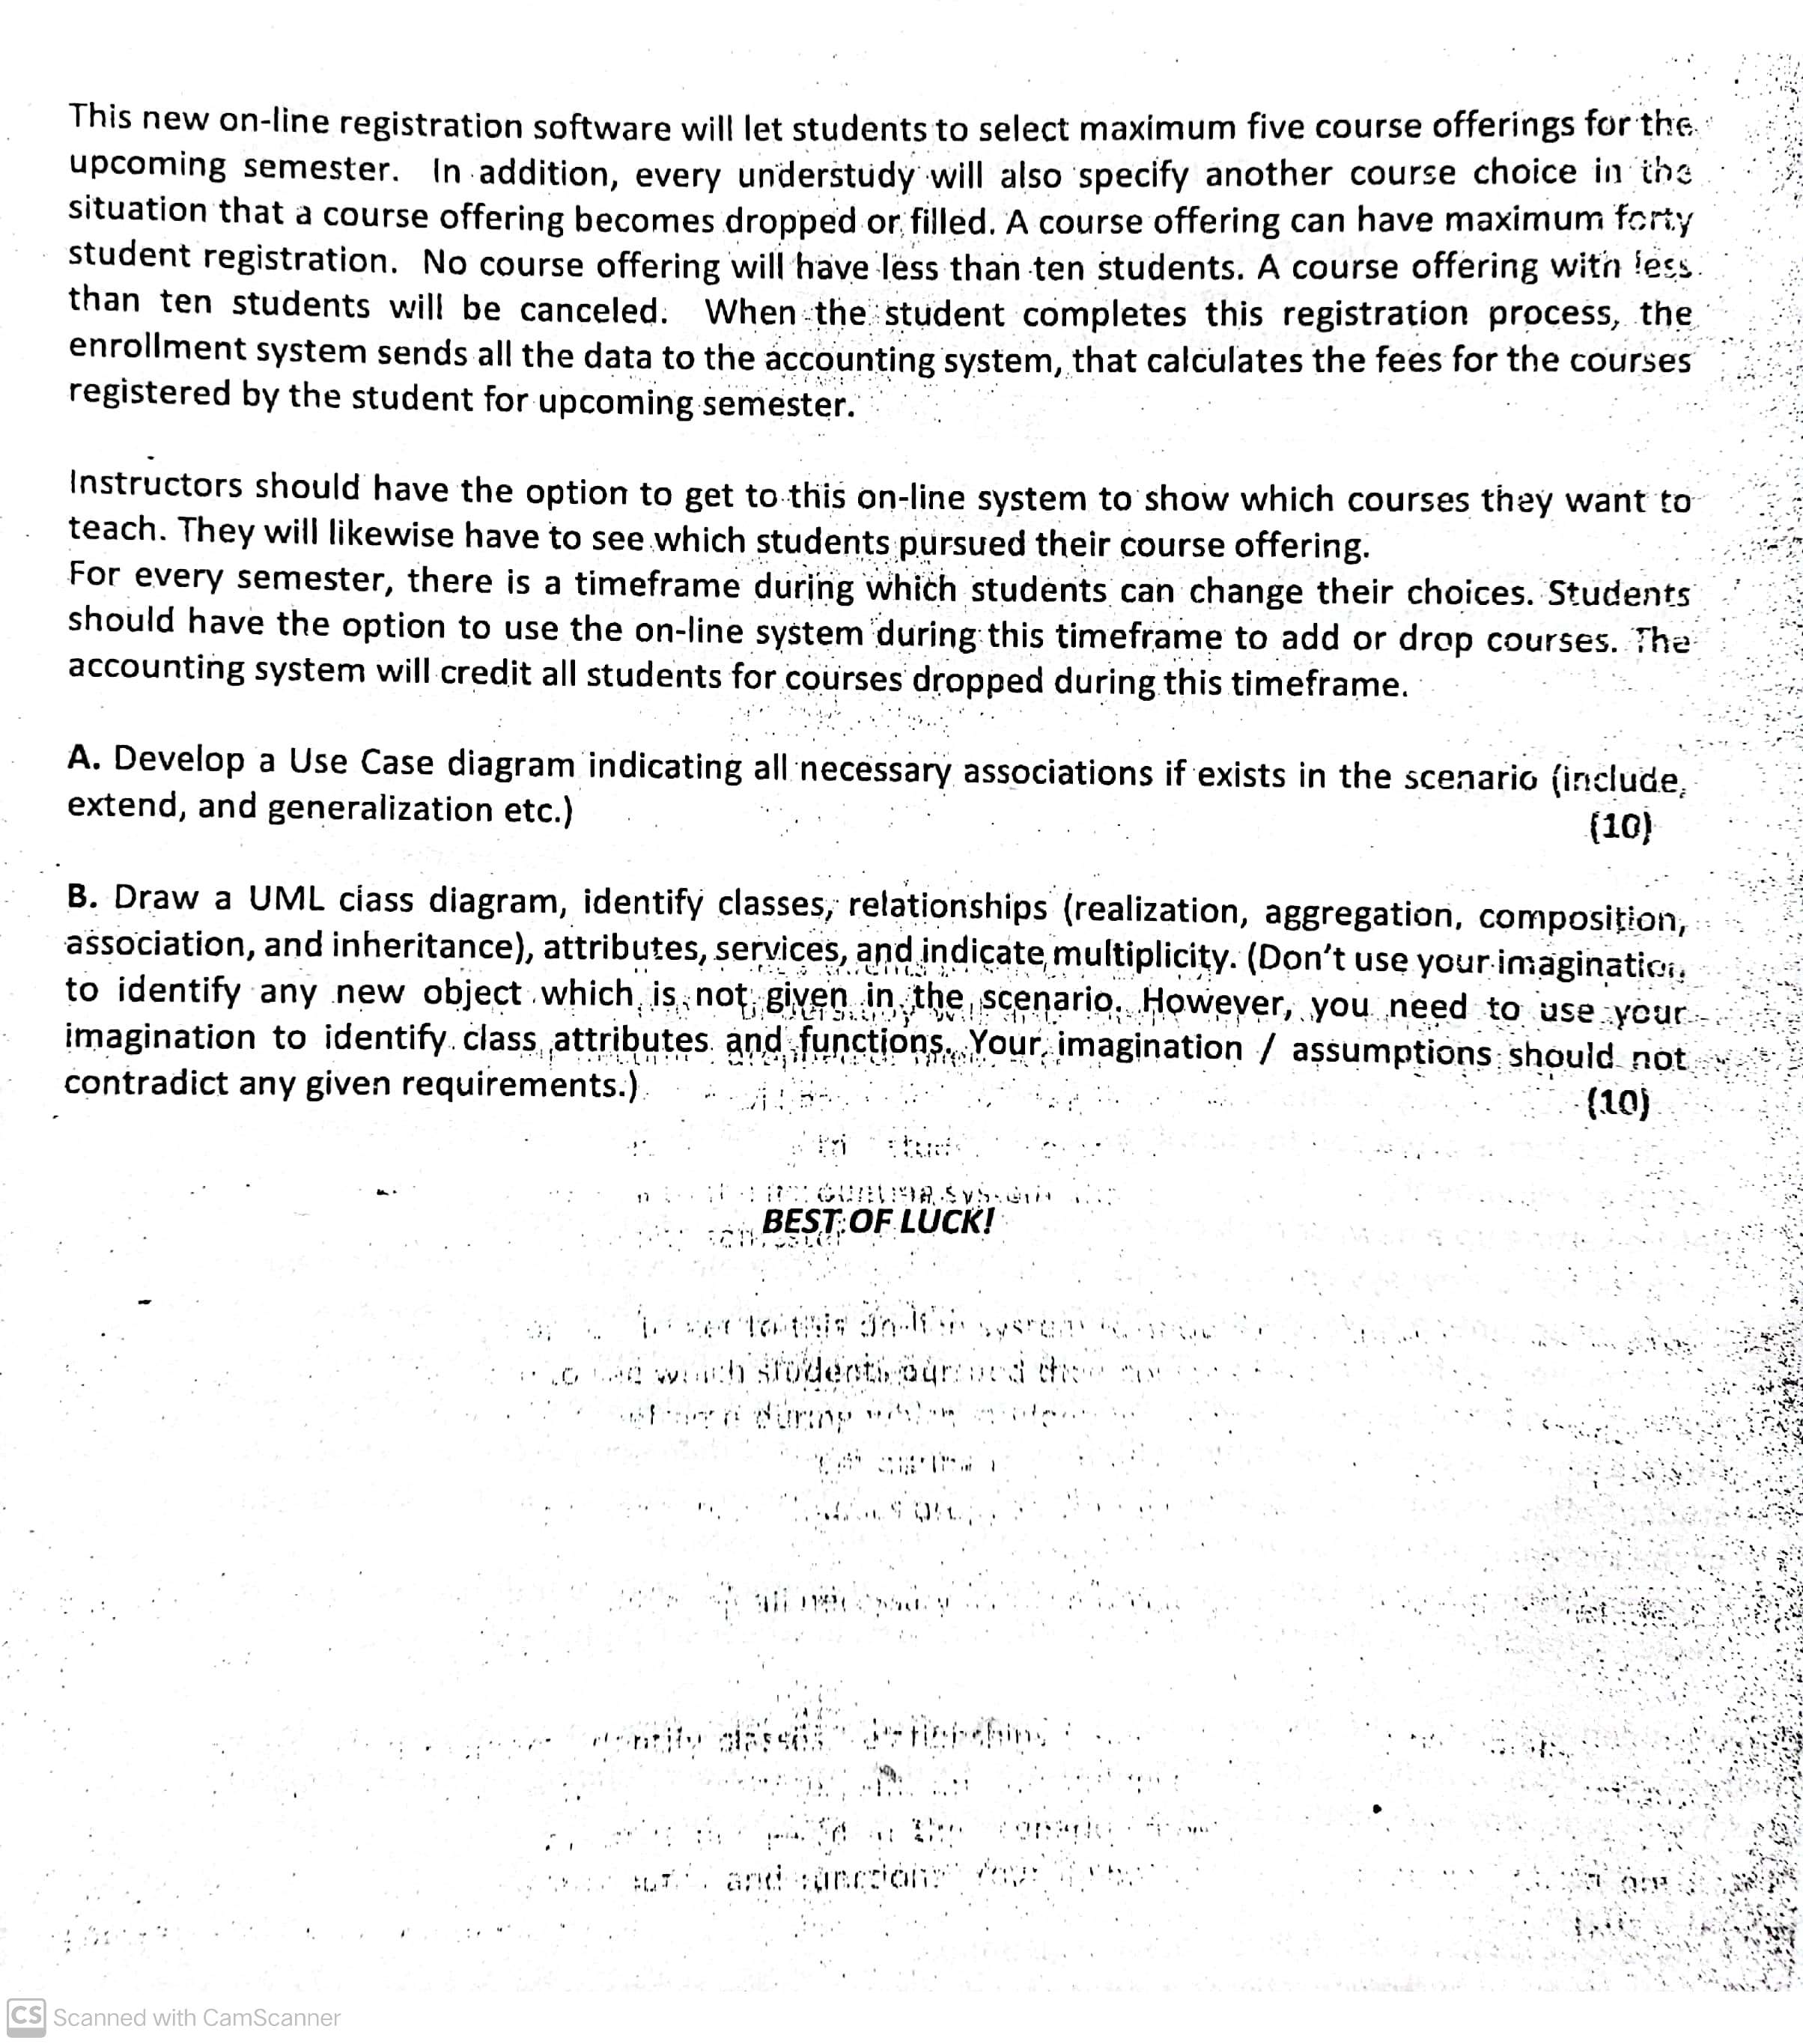 This new on-line registration software will let students to select maximum five course offerings for the
upcoming semester. In addition, every understudy will also specify another course choice in the
situation that a course offering becomes dropped or filled. A course offering can have maximum forty
student registration. No course offering will have less than ten students. A course offering with less
than ten students will be canceled. When the student completes this registration process, the
enrollment system sends all the data to the accounting system, that calculates the fees for the courses
registered by the student for upcoming semester.
Instructors should have the option to get to this on-line system to show which courses they want to
teach. They will likewise have to see which students pursued their course offering.
For every semester, there is a timeframe during which students can change their choices. Students
should have the option to use the on-line system during this timeframe to add or drop courses. The
accounting system will credit all students for courses dropped during this timeframe.
A. Develop a Use Case diagram indicating all necessary associations if exists in the scenario (include,
extend, and generalization etc.)
(10)
B. Draw a UML class diagram, identify classes, relationships (realization, aggregation, composition,
association, and inheritance), attributes, services, and indicate multiplicity. (Don't use your imagination
to identify any new object which is not given in the scenario. However, you need to use your
imagination to identify class attributes and functions. Your imagination / assumptions should not
contradict any given requirements.)
(10)
BEST OF LUCK!
CS Scanned with CamScanner